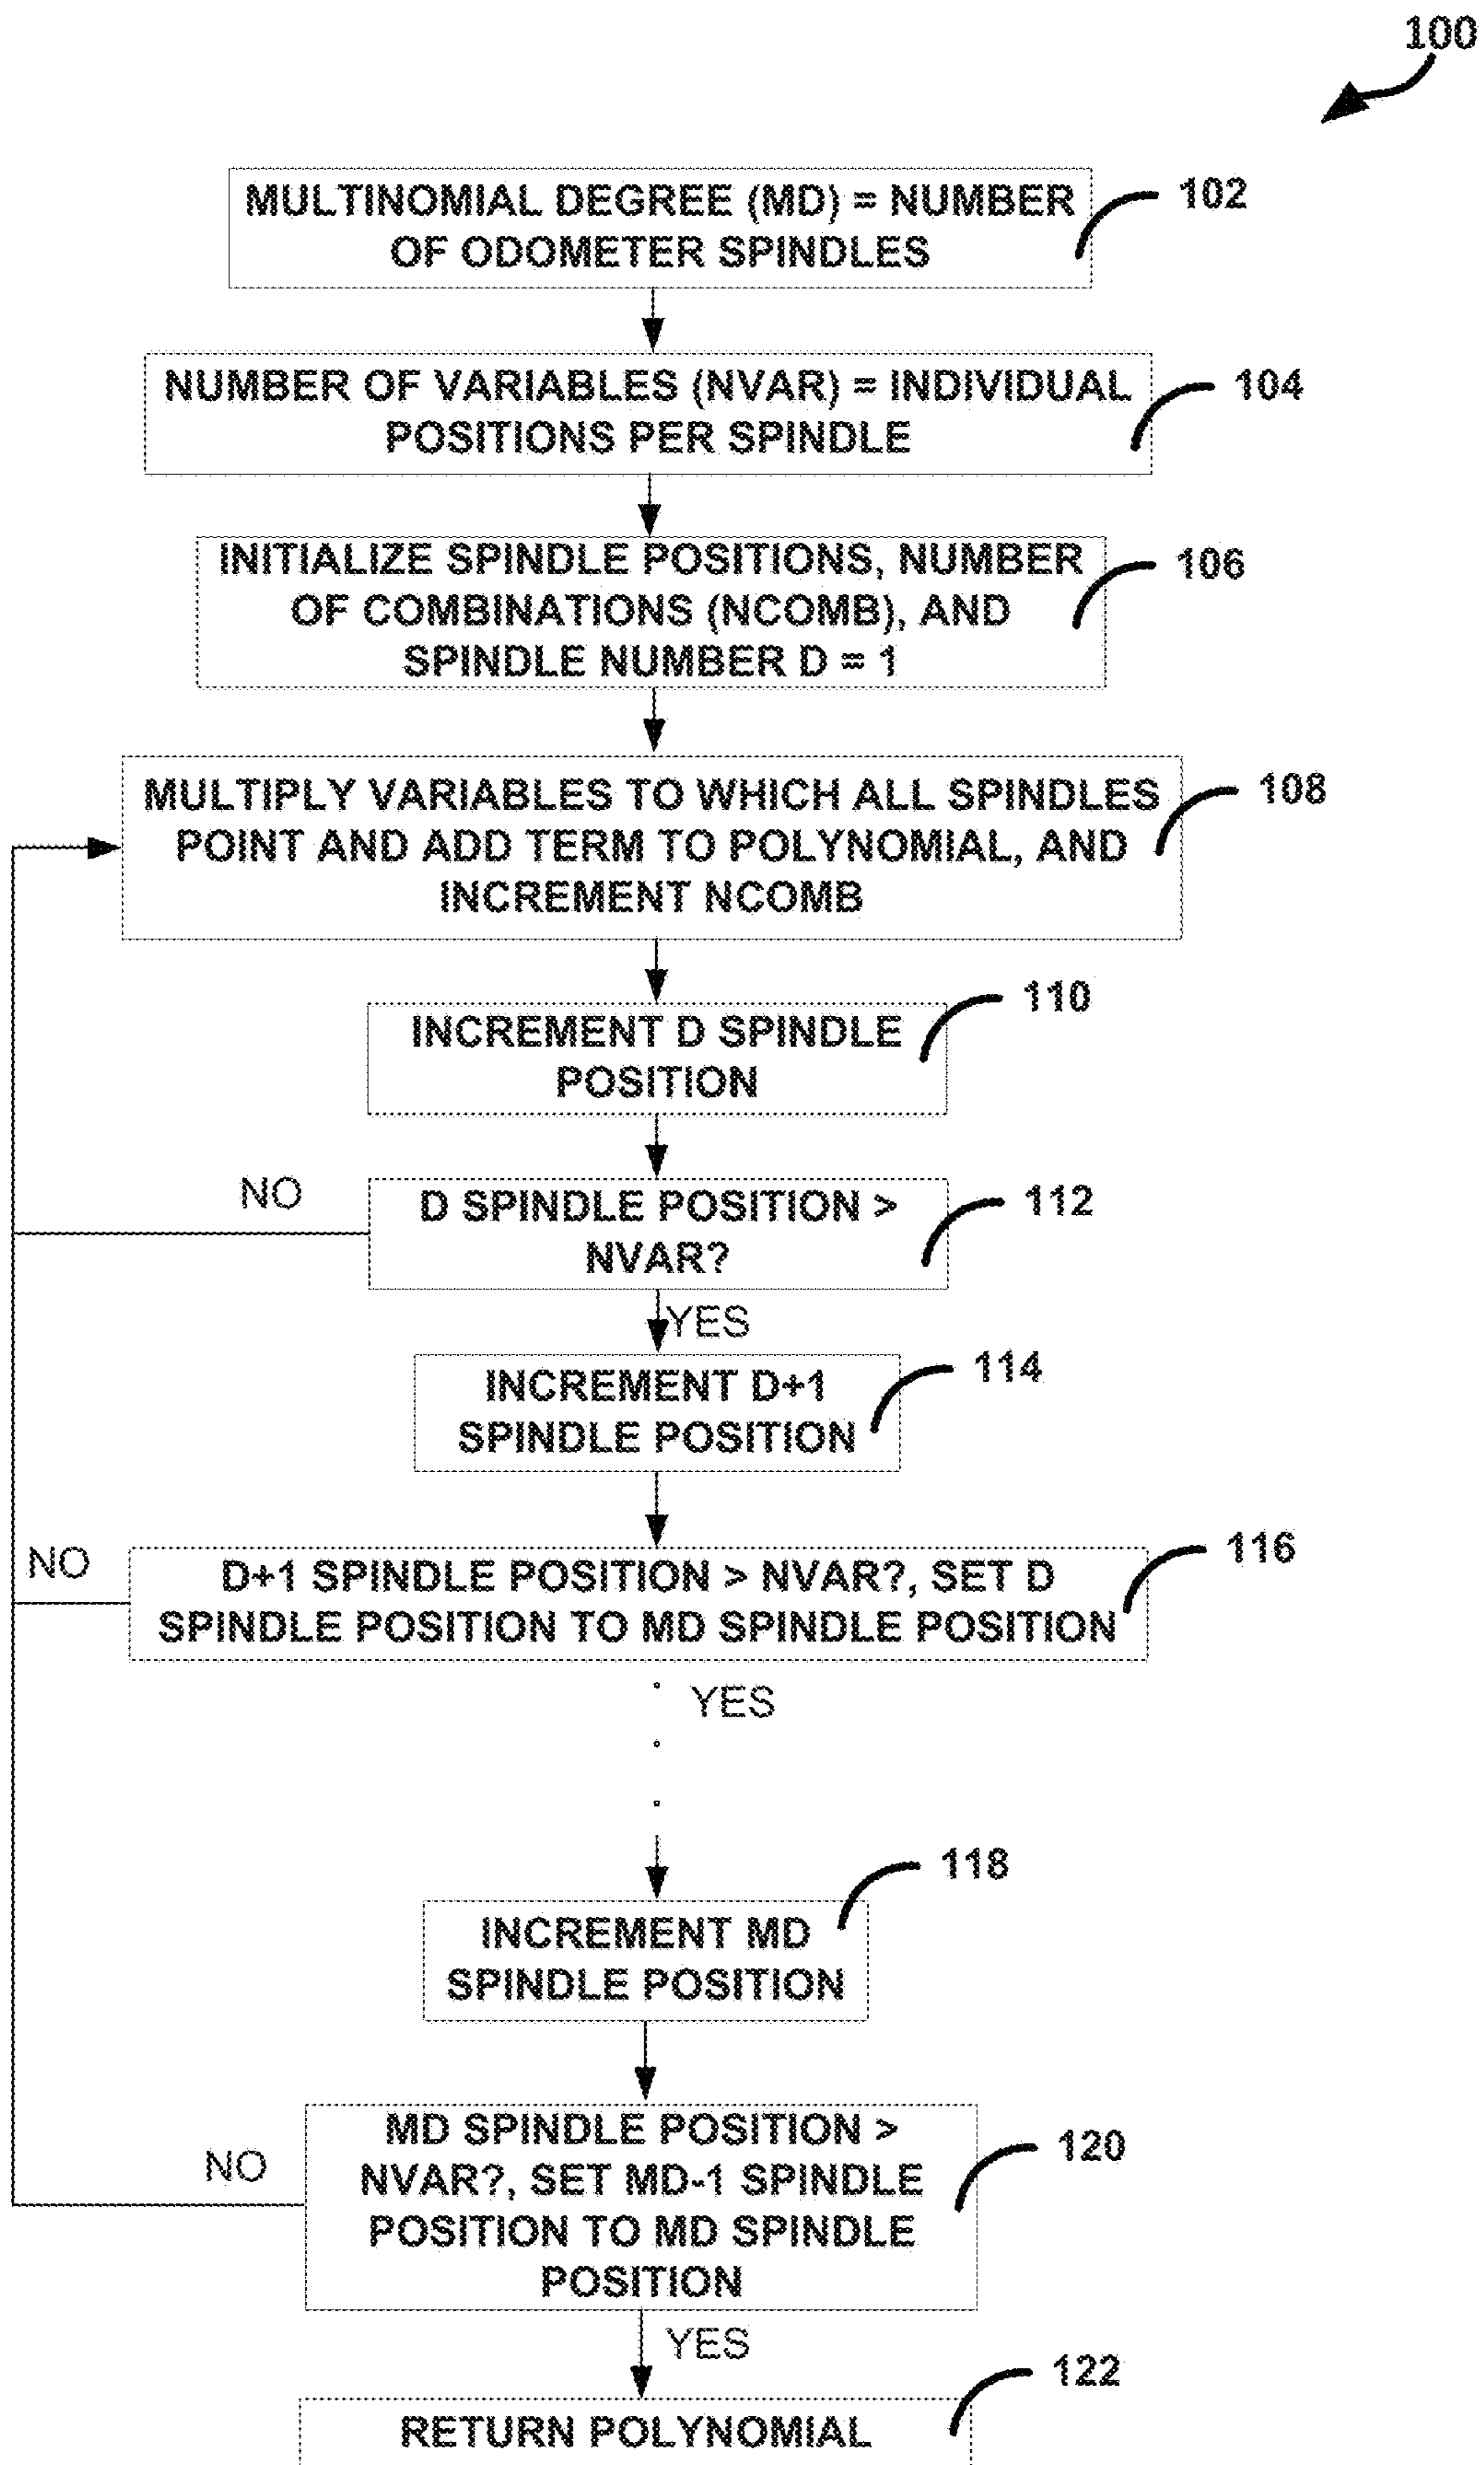 100
MULTINOMIAL DEGREE (MD) = NUMBER
OF ODOMETER SPINDLES
102
NUMBER OF VARIABLES (NVAR) = INDIVIDUAL
POSITIONS PER SPINDLE
104
INITIALIZE SPINDLE POSITIONS, NUMBER
OF COMBINATIONS (NCOMB), AND
SPINDLE NUMBER D = 1
106
MULTIPLY VARIABLES TO WHICH ALL SPINDLES
POINT AND ADD TERM TO POLYNOMIAL, AND
INCREMENT NCOMB
108
INCREMENT D SPINDLE
POSITION
110
NO
D SPINDLE POSITION >
NVAR?
112
YES
INCREMENT D+1
SPINDLE POSITION
114
NO
D+1 SPINDLE POSITION > NVAR?, SET D
SPINDLE POSITION TO MD SPINDLE POSITION
116
YES
INCREMENT MD
SPINDLE POSITION
118
NO
MD SPINDLE POSITION >
NVAR?, SET MD-1 SPINDLE
POSITION TO MD SPINDLE
POSITION
120
YES
RETURN POLYNOMIAL
122